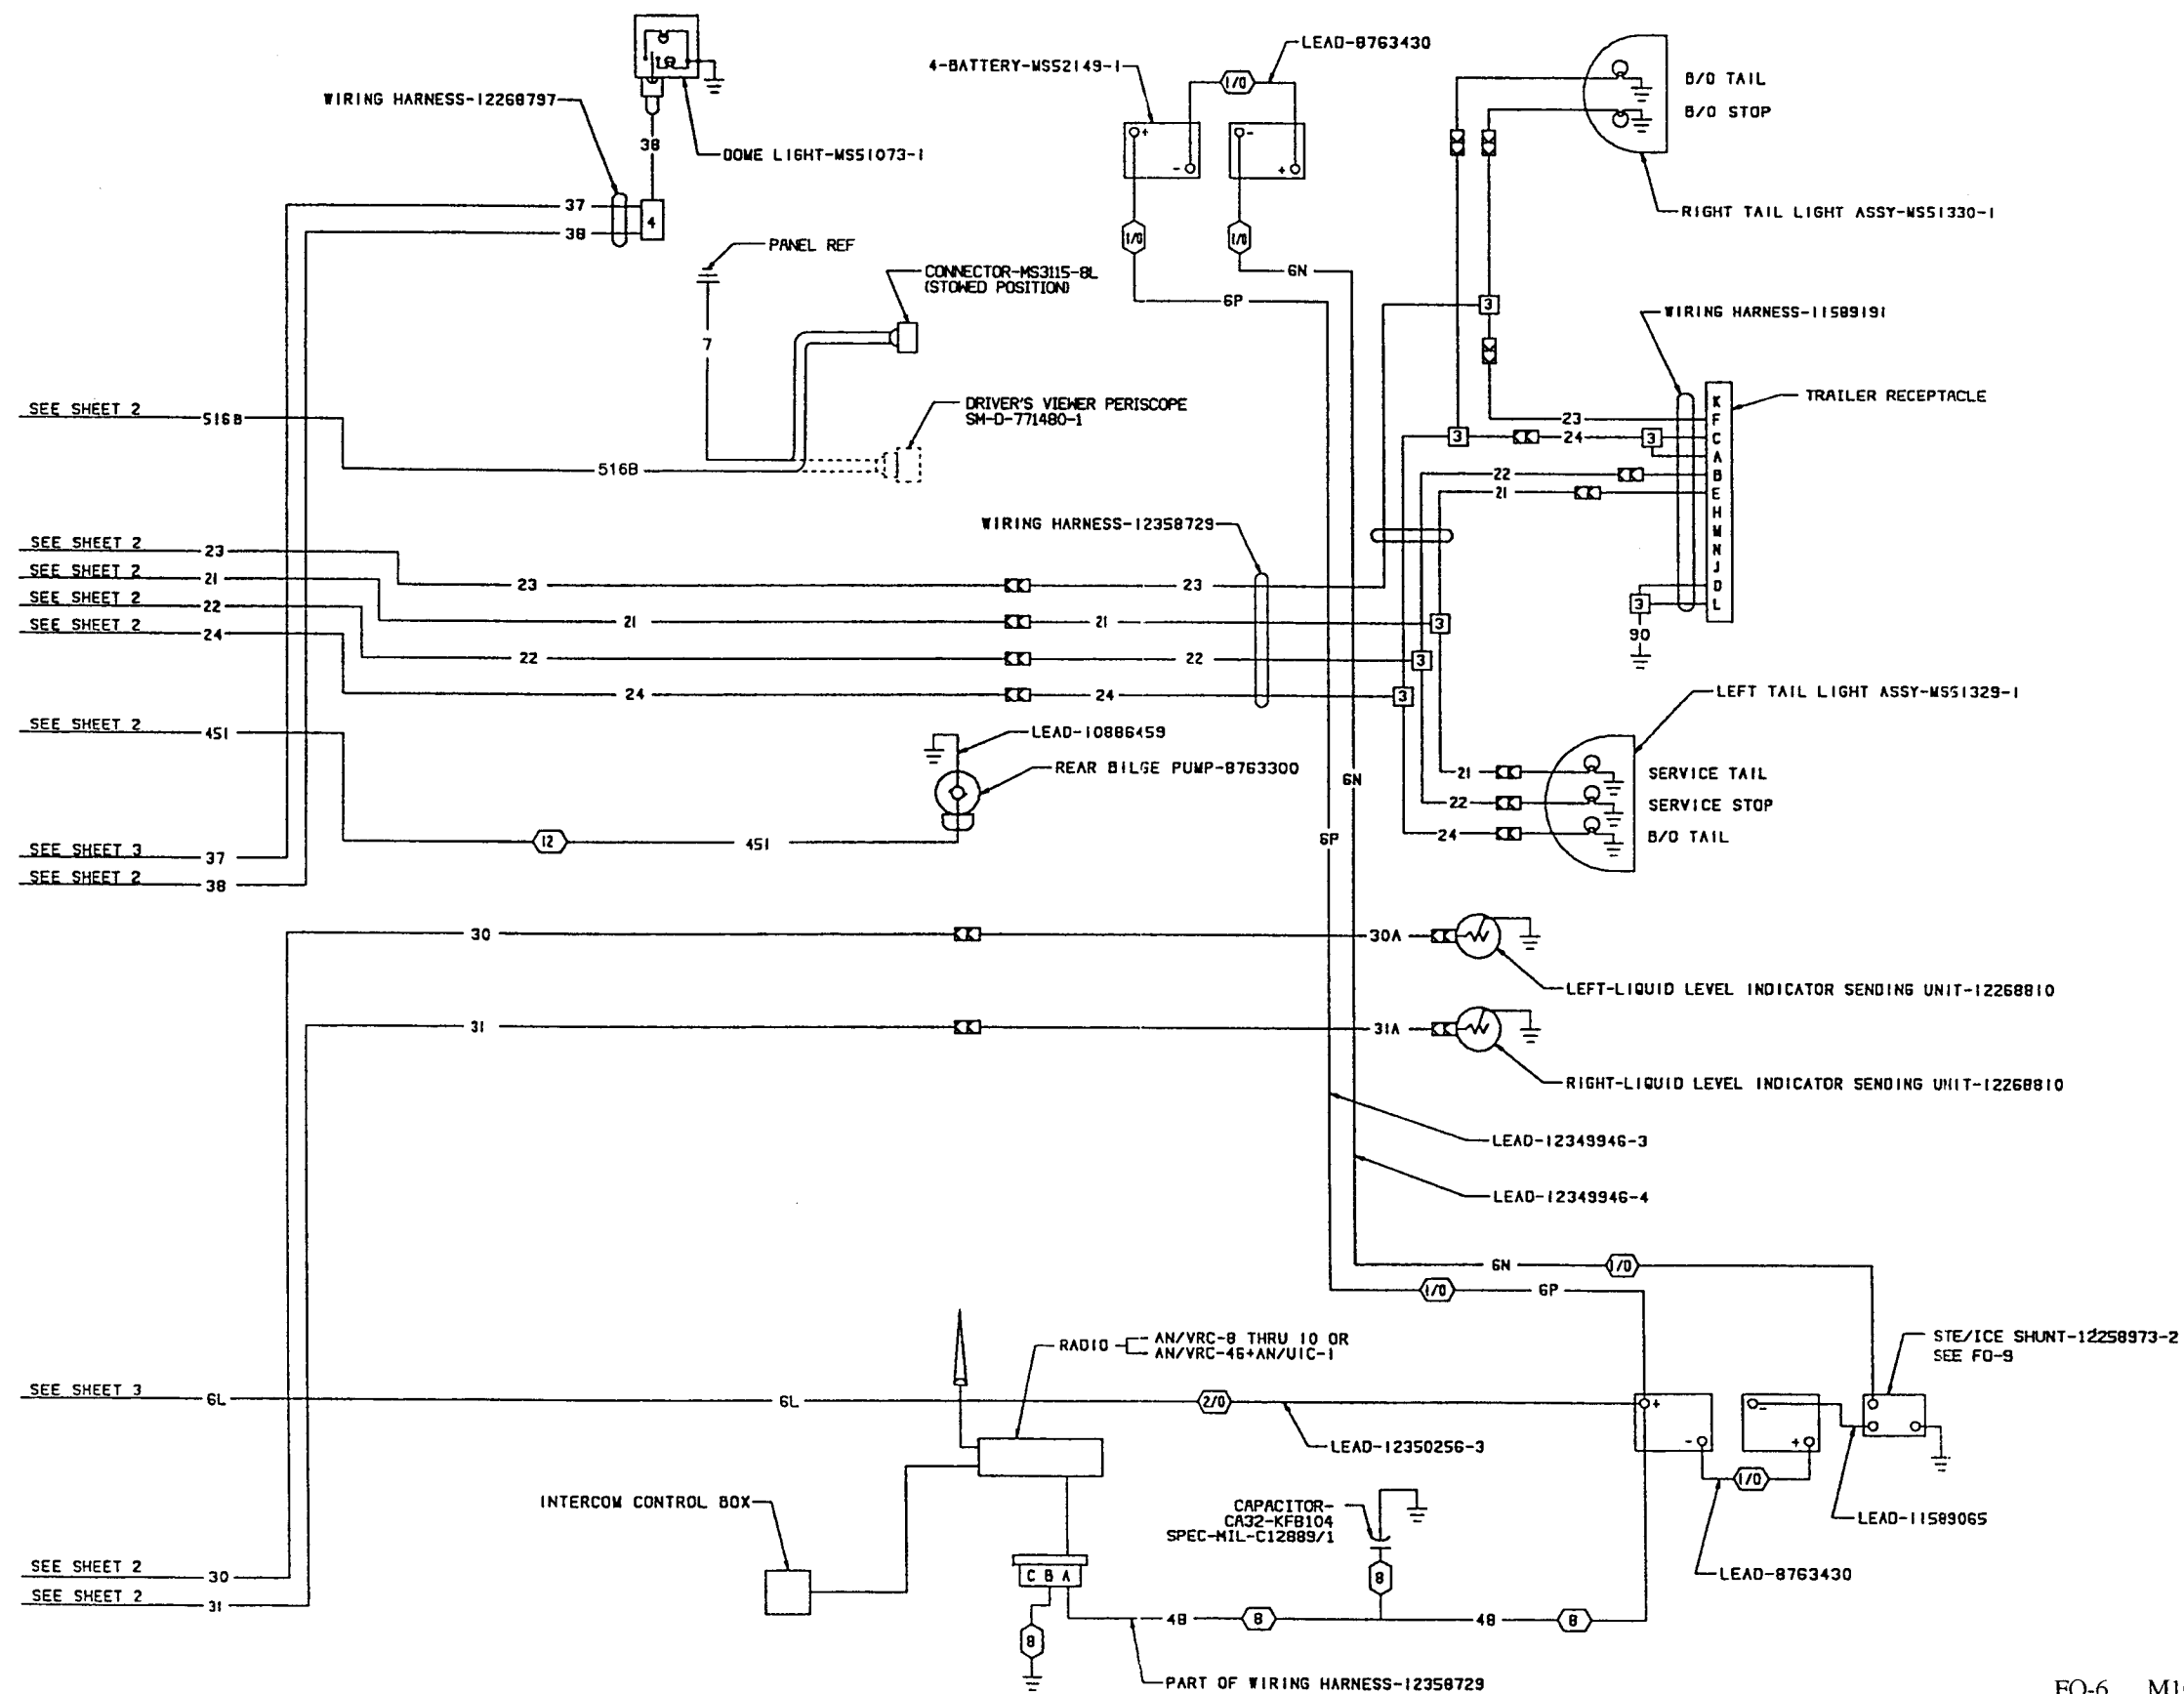 LEAD-8763430
4-BATTERY-MS52149-1
1/0
WIRING HARNESS-12268797
B/O TAIL
B/O STOP
38
DOME LIGHT-MS51073-1
+
-
-
+
RIGHT TAIL LIGHT ASSY-MS51330-1
37
4
38
1/0
1/0
PANEL REF
CONNECTOR-MS3115-8L
(STOWED POSITION)
6N
6P
3
WIRING HARNESS-11589191
7
TRAILER RECEPTACLE
DRIVER'S VIEWER PERISCOPE
SM-D-771480-1
SEE SHEET 2
516B
516B
K
F
C
A
B
E
H
M
N
J
D
L
23
3
24
3
22
21
WIRING HARNESS-12358729
SEE SHEET 2
23
23
23
SEE SHEET 2
21
21
21
3
SEE SHEET 2
22
22
22
3
SEE SHEET 2
24
24
24
3
3
90
LEFT TAIL LIGHT ASSY-MS51329-1
SEE SHEET 2
451
LEAD-10886459
REAR BILGE PUMP-8763300
6N
21
SERVICE TAIL
22
SERVICE STOP
24
B/O TAIL
12
451
6P
SEE SHEET 3
37
SEE SHEET 2
38
30
30A
LEFT-LIQUID LEVEL INDICATOR SENDING UNIT-12268810
31
31A
RIGHT-LIQUID LEVEL INDICATOR SENDING UNIT-12268810
LEAD-12349946-3
LEAD-12349946-4
6N
1/0
1/0
6P
RADIO
AN/VRC-8 THRU 10 OR
AN/VRC-46+AN/UIC-1
STE/ICE SHUNT-12258973-2
SEE FO-9
SEE SHEET 3
6L
6L
2/0
+
-
-
+
LEAD-12350256-3
1/0
INTERCOM CONTROL BOX
CAPACITOR-
CA32-KFB104
SPEC-MIL-C12889/1
LEAD-11589065
LEAD-8763430
SEE SHEET 2
30
SEE SHEET 2
31
C B A
8
48
8
48
8
8
PART OF WIRING HARNESS-12358729
FO-6 M1